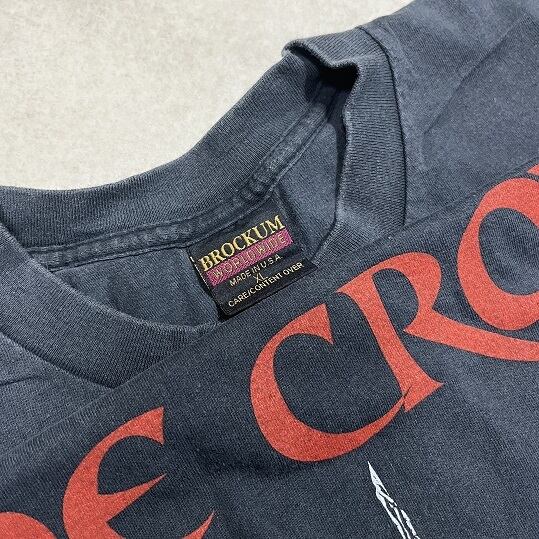 BROCKUM
WORLDWIDE
MADE IN U.S.A
XL
CARE/CONTENT OVER
CRO